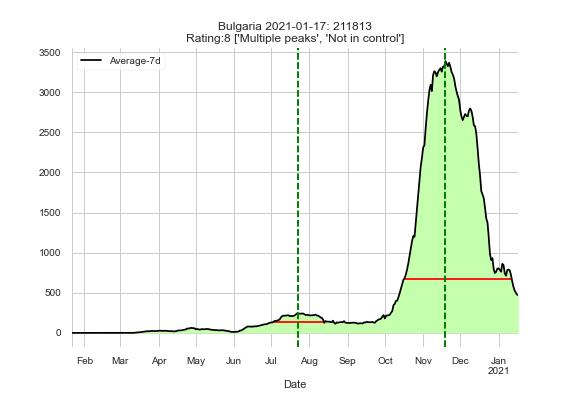 Bulgaria 2021-01-17: 211813
Rating:8 ['Multiple peaks', 'Not in control']
Average-7d
3500
3000
2500
2000
1500
1000
500
0
Feb Mar Apr May Jun Jul Aug Sep Oct Nov Dec Jan
2021
Date